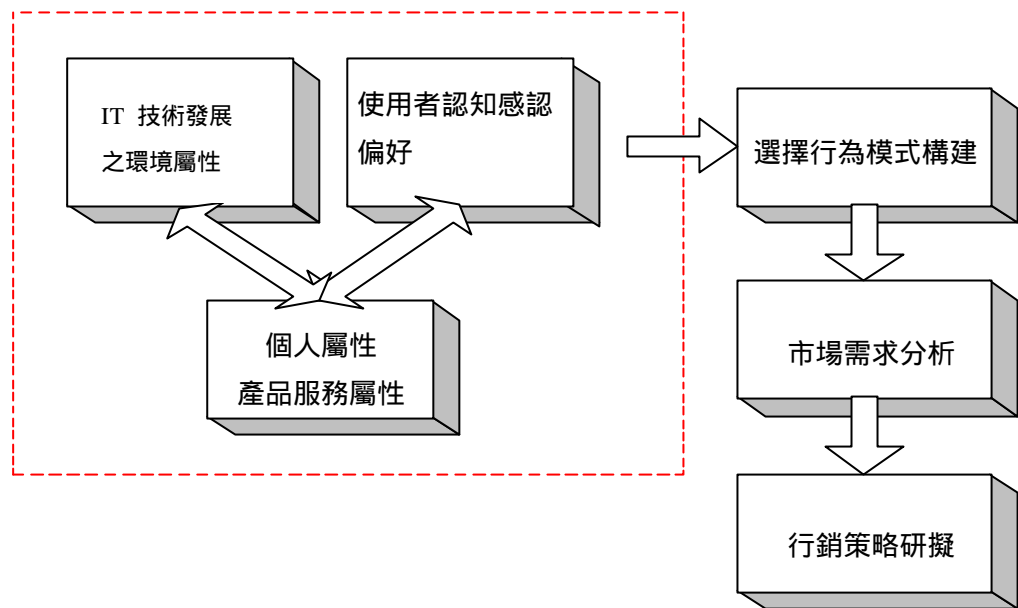 IT 技術發展
之環境屬性
使用者認知感認
偏好
個人屬性
產品服務屬性
選擇行為模式構建
市場需求分析
行銷策略研擬